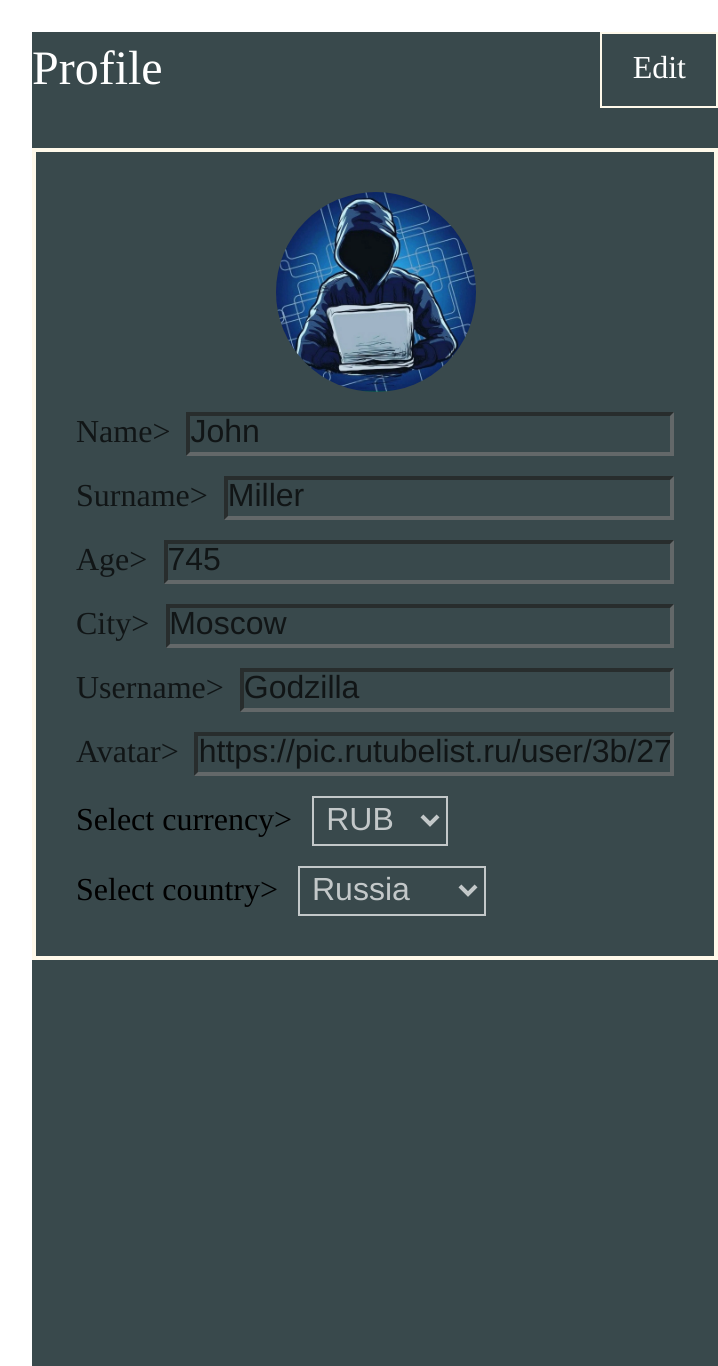 Profile
Edit
Name> John
Surname> Miller
Age> 745
City> Moscow
Username> Godzilla
Avatar> https://pic.rutubelist.ru/user/3b/27
Select currency> RUB
Select country> Russia